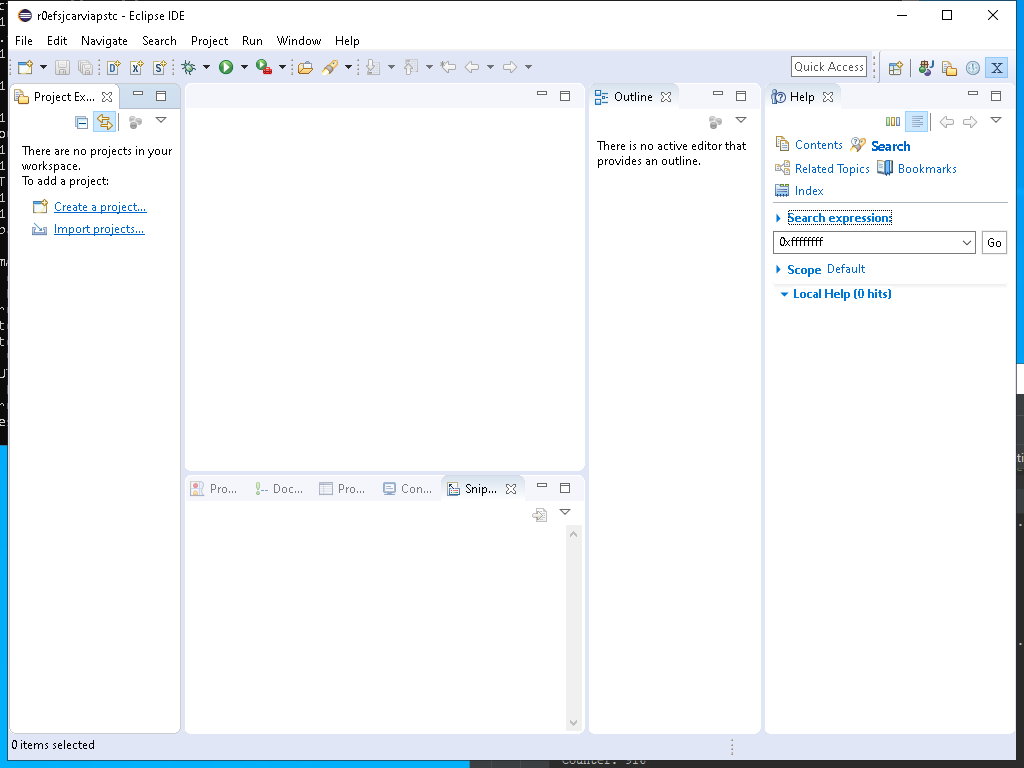 r0efsjcarviapstc - Eclipse IDE
File Edit Navigate Search Project Run Window Help
Quick Access
Project Ex...
Outline
Help
There are no projects in your
workspace.
To add a project:
Create a project...
Import projects...
There is no active editor that
provides an outline.
Contents Search
Related Topics Bookmarks
Index
Search expression:
0xffffffff
Go
Scope Default
Local Help (0 hits)
Pro... Doc... Pro... Con... Snip...
0 items selected